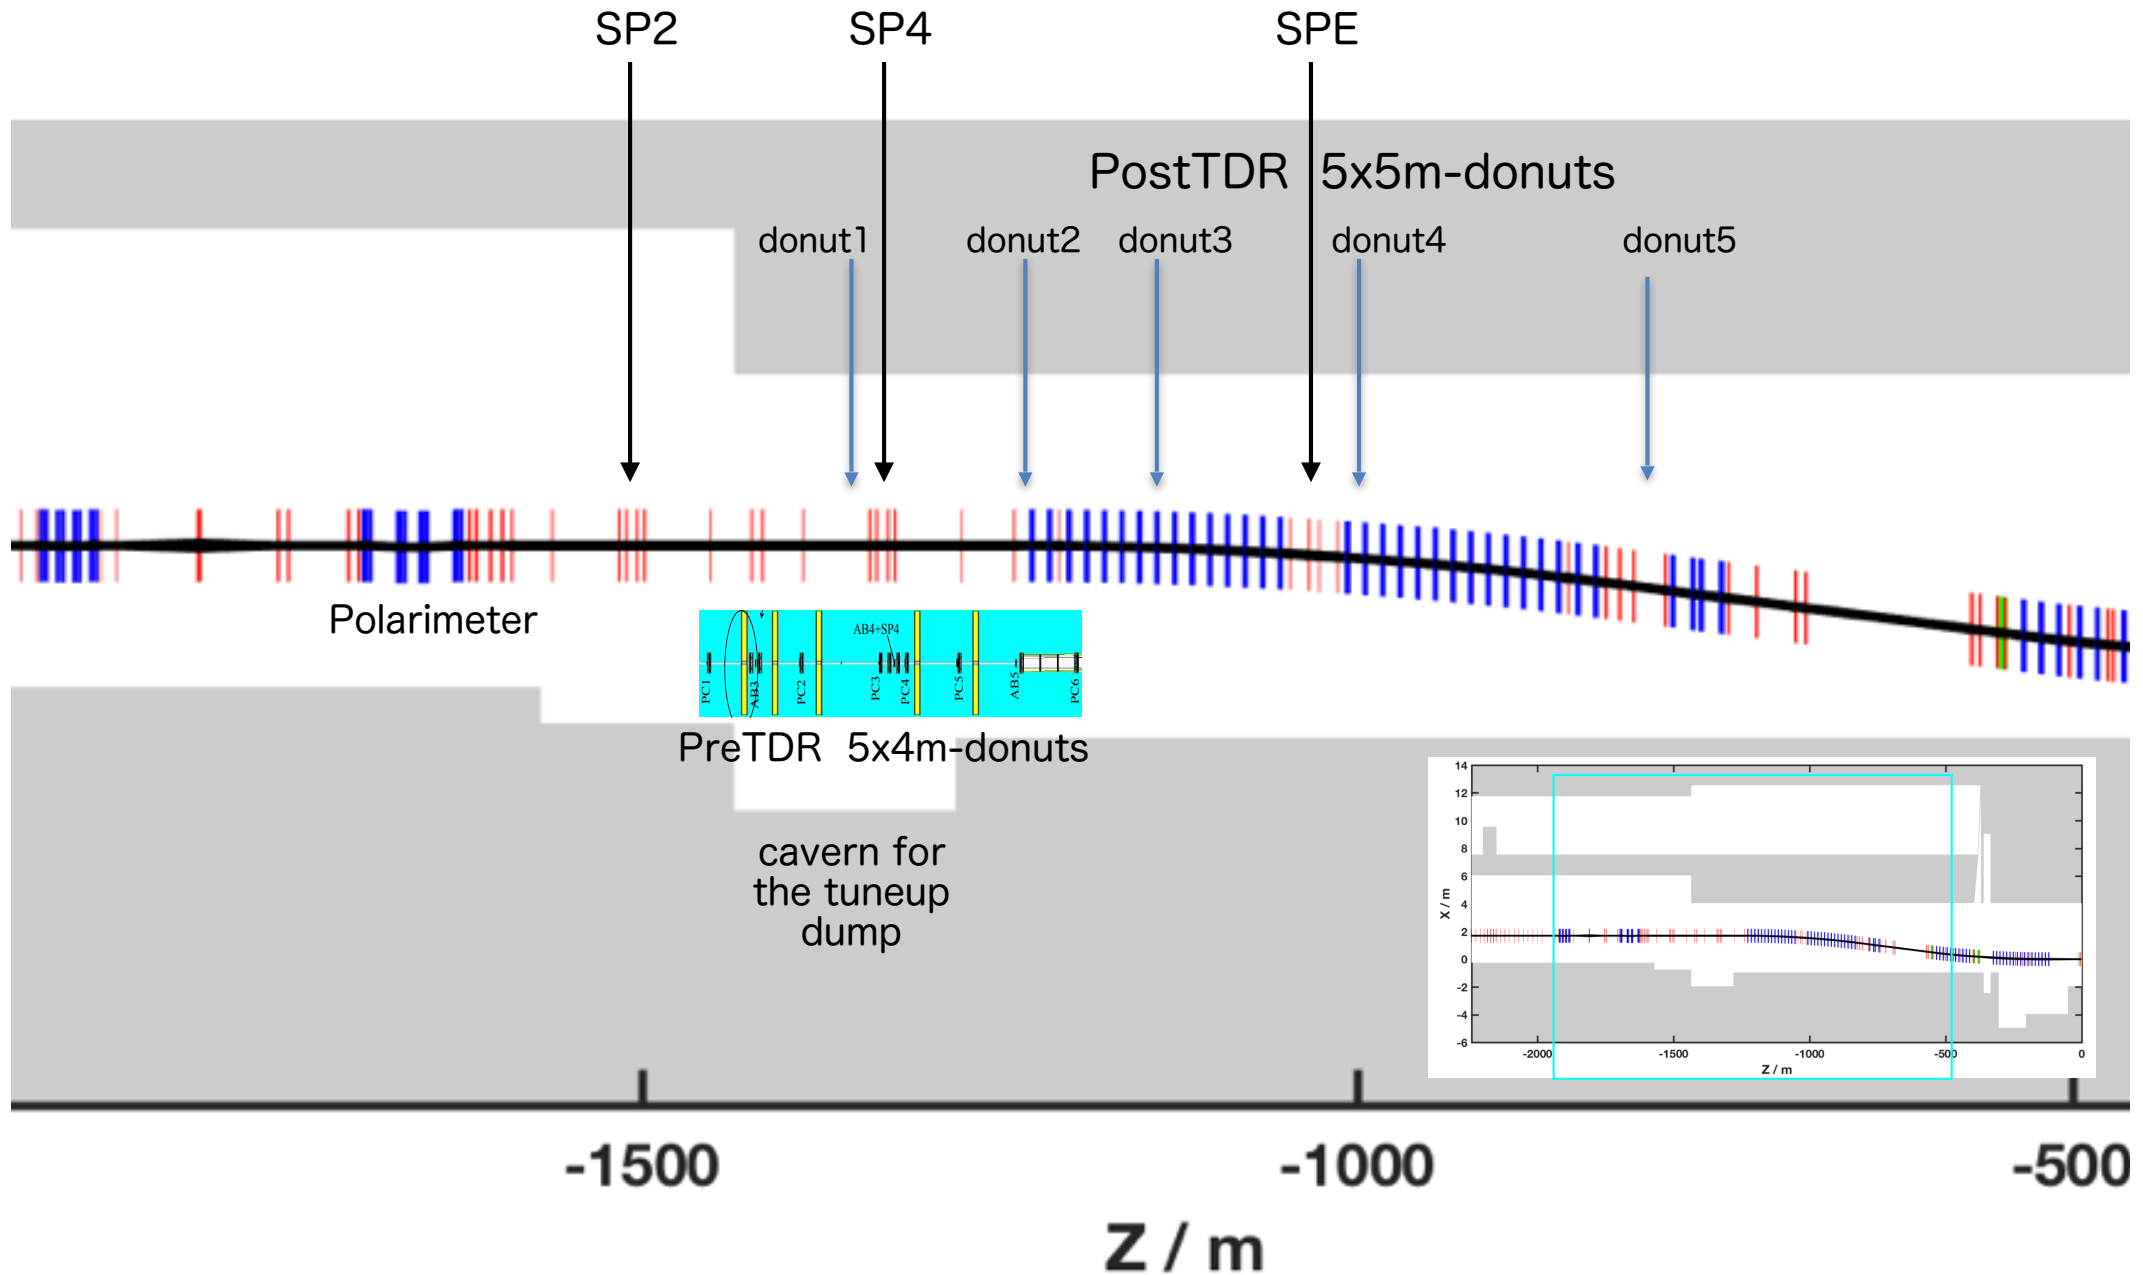 SP2 SP4 SPE
PostTDR 5x5m-donuts
donut1 donut2 donut3 donut4 donut5
Polarimeter
AB4+SP4
PC1 AB3 PC2 PC3 PC4 PC5 AB5 PC6
PreTDR 5x4m-donuts
cavern for
the tuneup
dump
14
12
10
8
6
4
2
0
-2
-4
-6
X / m
-2000 -1500 -1000 -500 0
Z / m
-1500 -1000 -500
Z / m